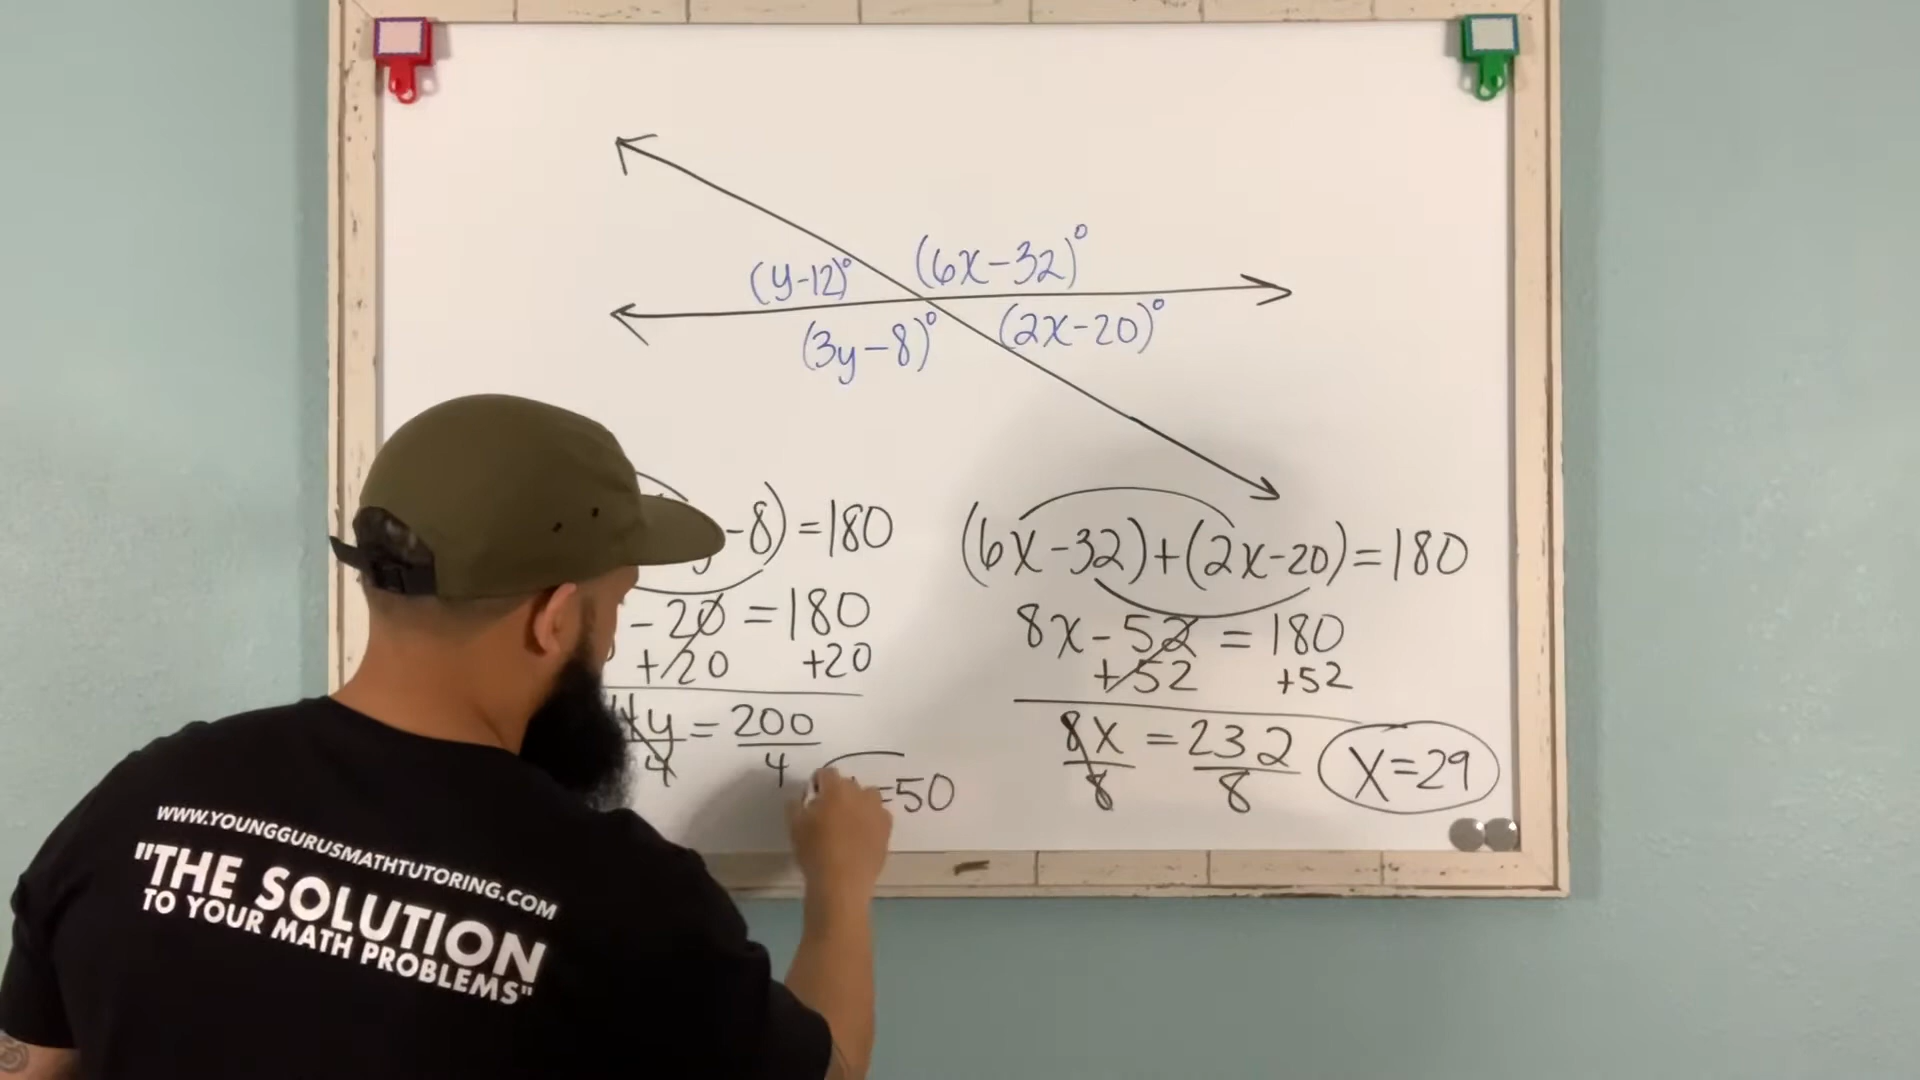 (y-12)° (6x-32)°
(3y-8)° (2x-20)°
-8)=180
-20=180
+20 +20
4y=200
4 4
=50
(6x-32)+(2x-20)=180
8x-52=180
+52 +52
8x=232
8 8
x=29
WWW.YOUNGGURUSMATHTUTORING.COM
"THE SOLUTION
TO YOUR MATH PROBLEMS"